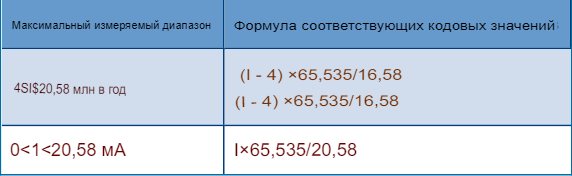 Максимальный измеряемый диапазон
Формула соответствующих кодовых значений
4SI$20,58 млн в год
(I - 4) ×65,535/16,58
(I - 4) ×65,535/16,58
0<1<20,58 мА
I×65,535/20,58